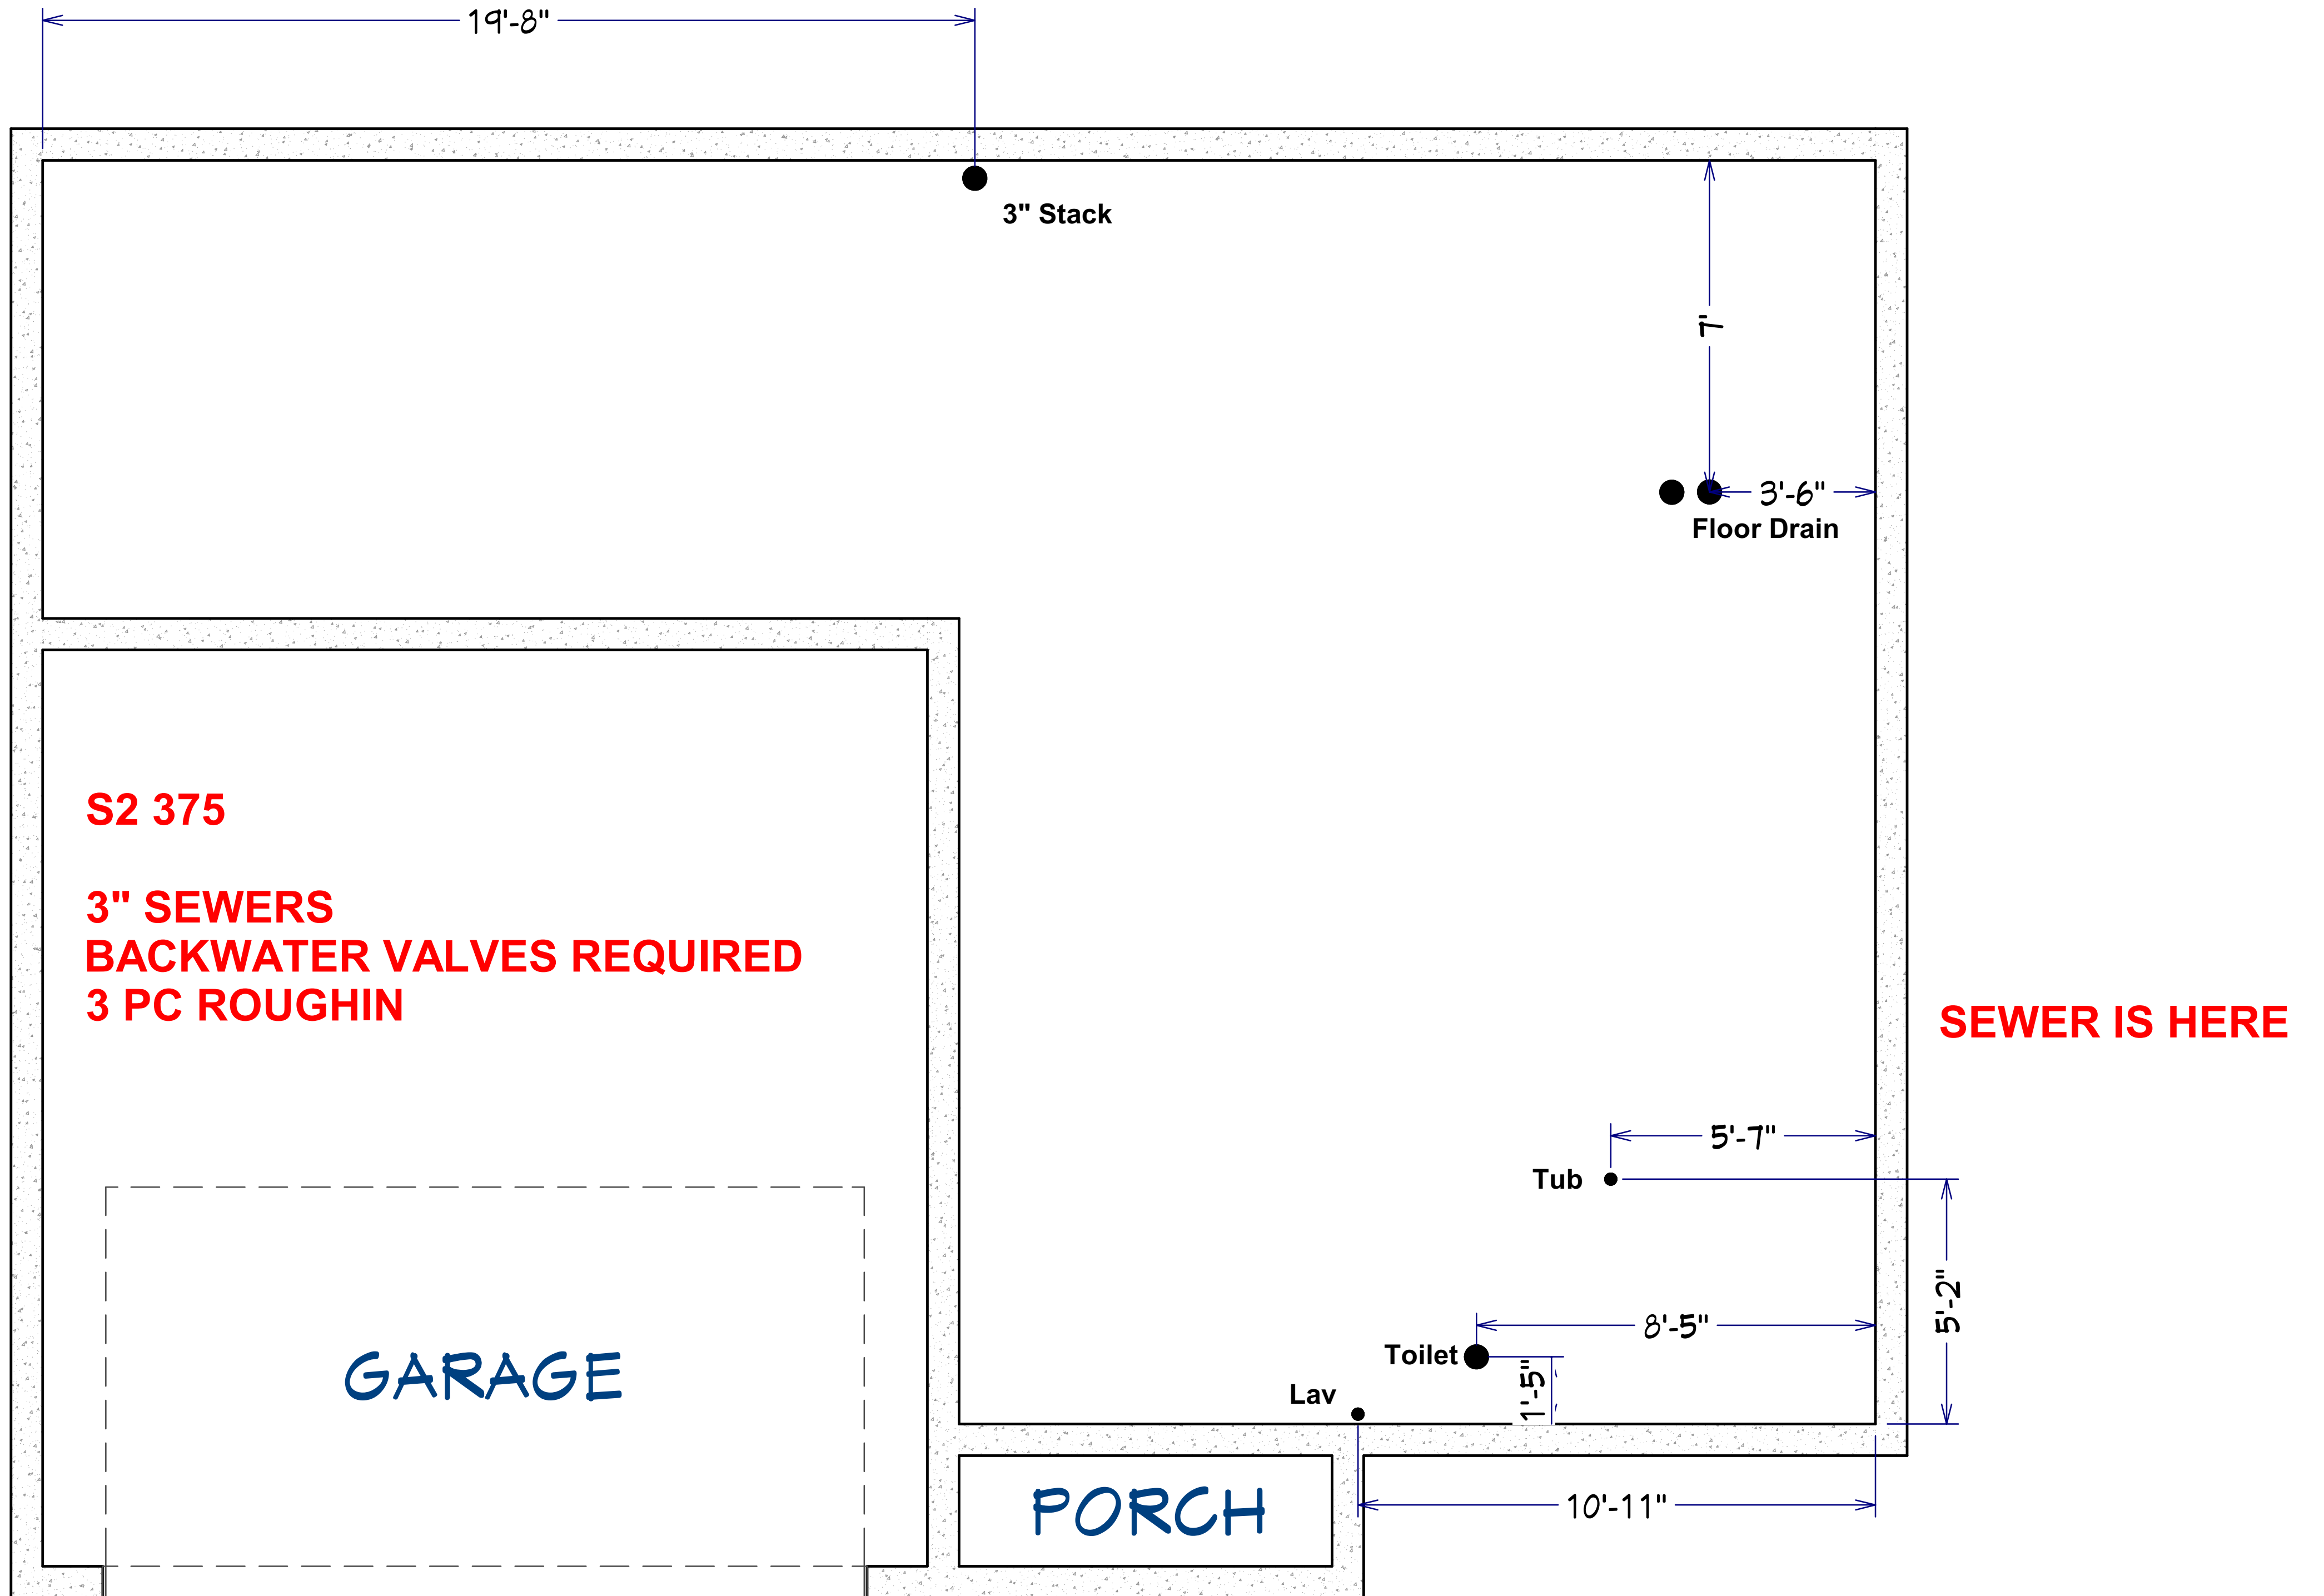 19'-8"
3" Stack
7'
3'-6"
Floor Drain
S2 375
3" SEWERS
BACKWATER VALVES REQUIRED
3 PC ROUGHIN
SEWER IS HERE
5'-7"
Tub
5'-2"
8'-5"
Toilet
1'-5"
Lav
GARAGE
PORCH
10'-11"